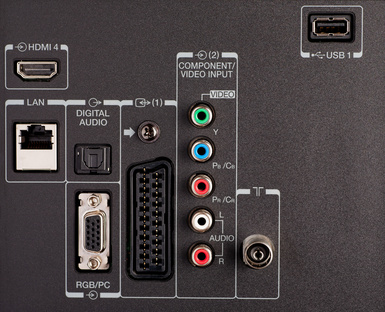 HDMI 4
USB 1
LAN
DIGITAL
AUDIO
(1)
(2)
COMPONENT/
VIDEO INPUT
VIDEO
Y
PB/CB
PR/CR
L
AUDIO
R
RGB/PC